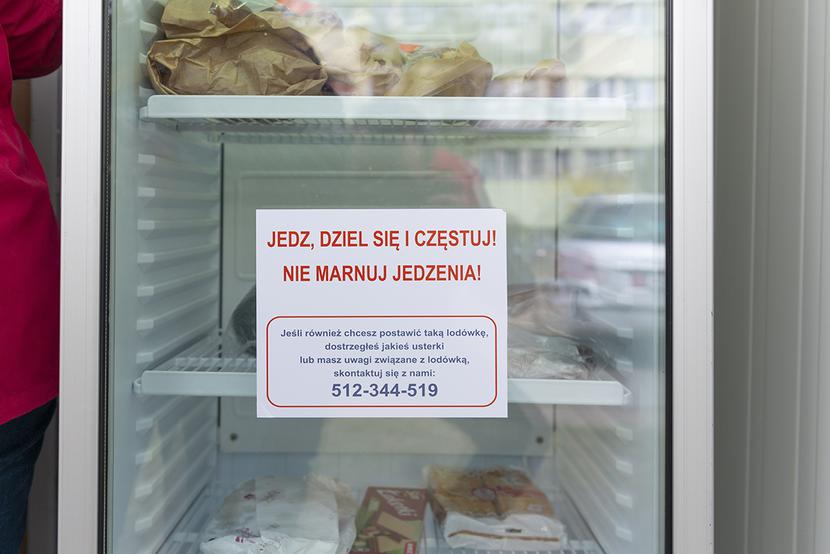 JEDZ, DZIEL SIĘ I CZĘSTUJ!
NIE MARNUJ JEDZENIA!
Jeśli również chcesz postawić taką lodówkę,
dostrzegłeś jakieś usterki
lub masz uwagi związane z lodówką,
skontaktuj się z nami:
512-344-519